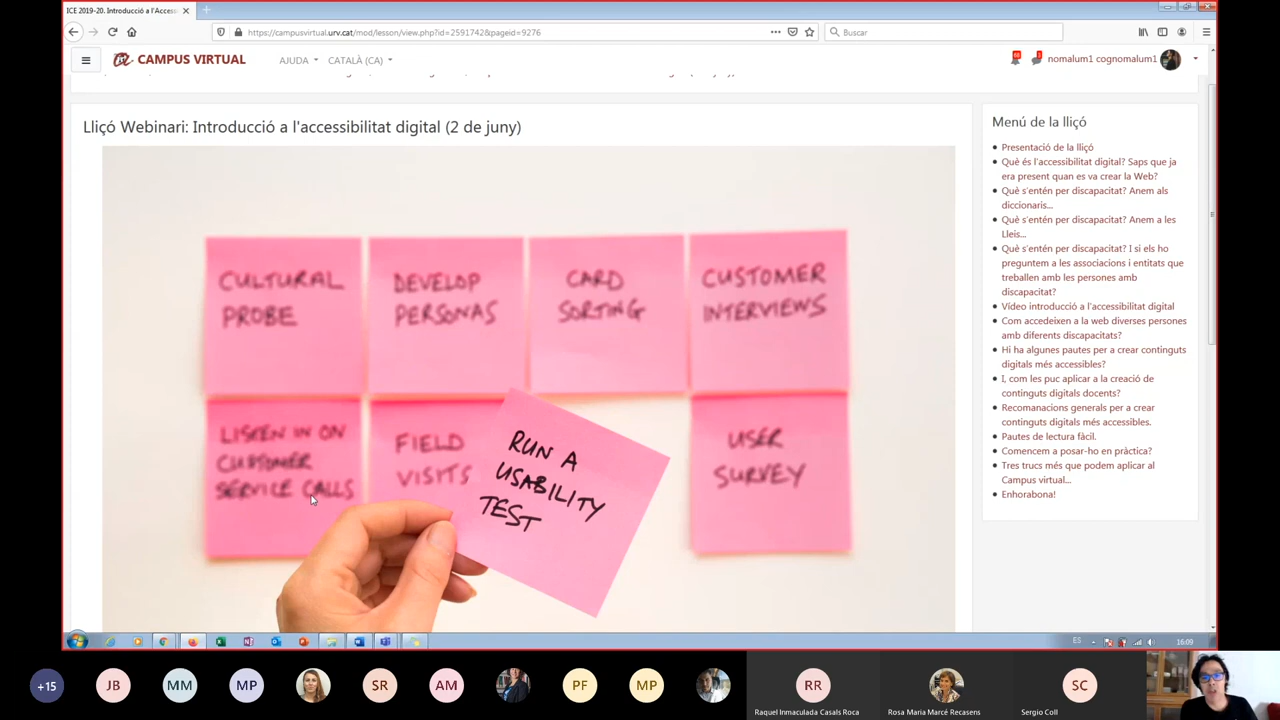 ICE 2019-20. Introducció a l'Acces
https://campusvirtual.urv.cat/mod/lesson/view.php?id=2591742&pageid=9276
Buscar
CAMPUS VIRTUAL
AJUDA
CATALÀ (CA)
nomalum1 cognomalum1
Lliçó Webinari: Introducció a l'accessibilitat digital (2 de juny)
CULTURAL
PROBE
DEVELOP
PERSONAS
CARD
SORTING
CUSTOMER
INTERVIEWS
LISTEN IN ON
CUSTOMER
SERVICE CALLS
FIELD
VISITS
RUN A
USABILITY
TEST
USER
SURVEY
Menú de la lliçó
Presentació de la lliçó
Què és l'accessibilitat digital? Saps que ja
era present quan es va crear la Web?
Què s'entén per discapacitat? Anem als
diccionaris...
Què s'entén per discapacitat? Anem a les
Lleis...
Què s'entén per discapacitat? I si els ho
preguntem a les associacions i entitats que
treballen amb les persones amb
discapacitat?
Vídeo introducció a l'accessibilitat digital
Com accedeixen a la web diverses persones
amb diferents discapacitats?
Hi ha algunes pautes per a crear continguts
digitals més accessibles?
I, com les puc aplicar a la creació de
continguts digitals docents?
Recomanacions generals per a crear
continguts digitals més accessibles.
Pautes de lectura fàcil.
Comencem a posar-ho en pràctica?
Tres trucs més que podem aplicar al
Campus virtual...
Enhorabona!
ES
16:09
+15
JB
MM
MP
SR
AM
PF
MP
RR
SC
Raquel Inmaculada Casals Roca
Rosa Maria Marcé Recasens
Sergio Coll